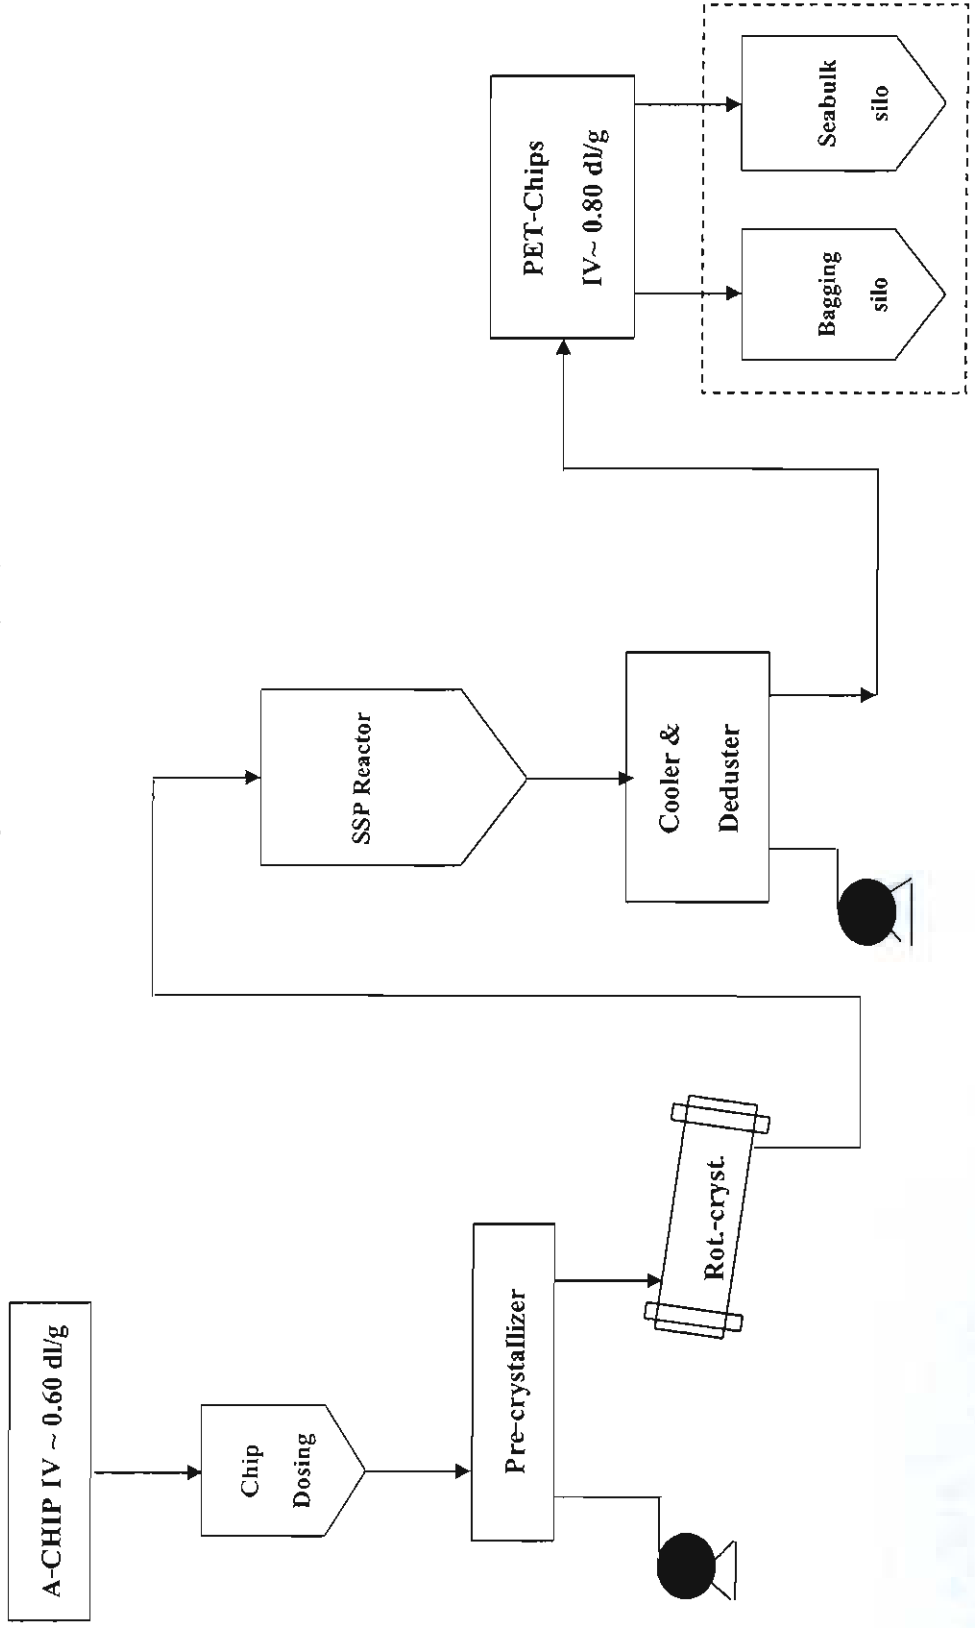 A-CHIP IV ~ 0.60 dl/g
Chip
Dosing
Pre-crystallizer
Rot.-cryst.
SSP Reactor
Cooler &
Deduster
PET-Chips
IV~ 0.80 dl/g
Bagging
silo
Seabulk
silo